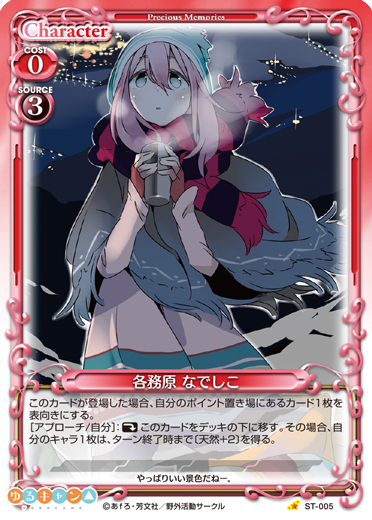 Precious Memories
Character
COST
0
SOURCE
3
各務原 なでしこ
このカードが登場した場合、自分のポイント置き場にあるカード1枚を
表向きにする。
[アプローチ/自分]: このカードをデッキの下に移す。その場合、自
分のキャラ1枚は、ターン終了時まで[天然+2]を得る。
やっぱりいい景色だねー。
ゆるキャン△
©あfろ・芳文社/野外活動サークル
ST-005